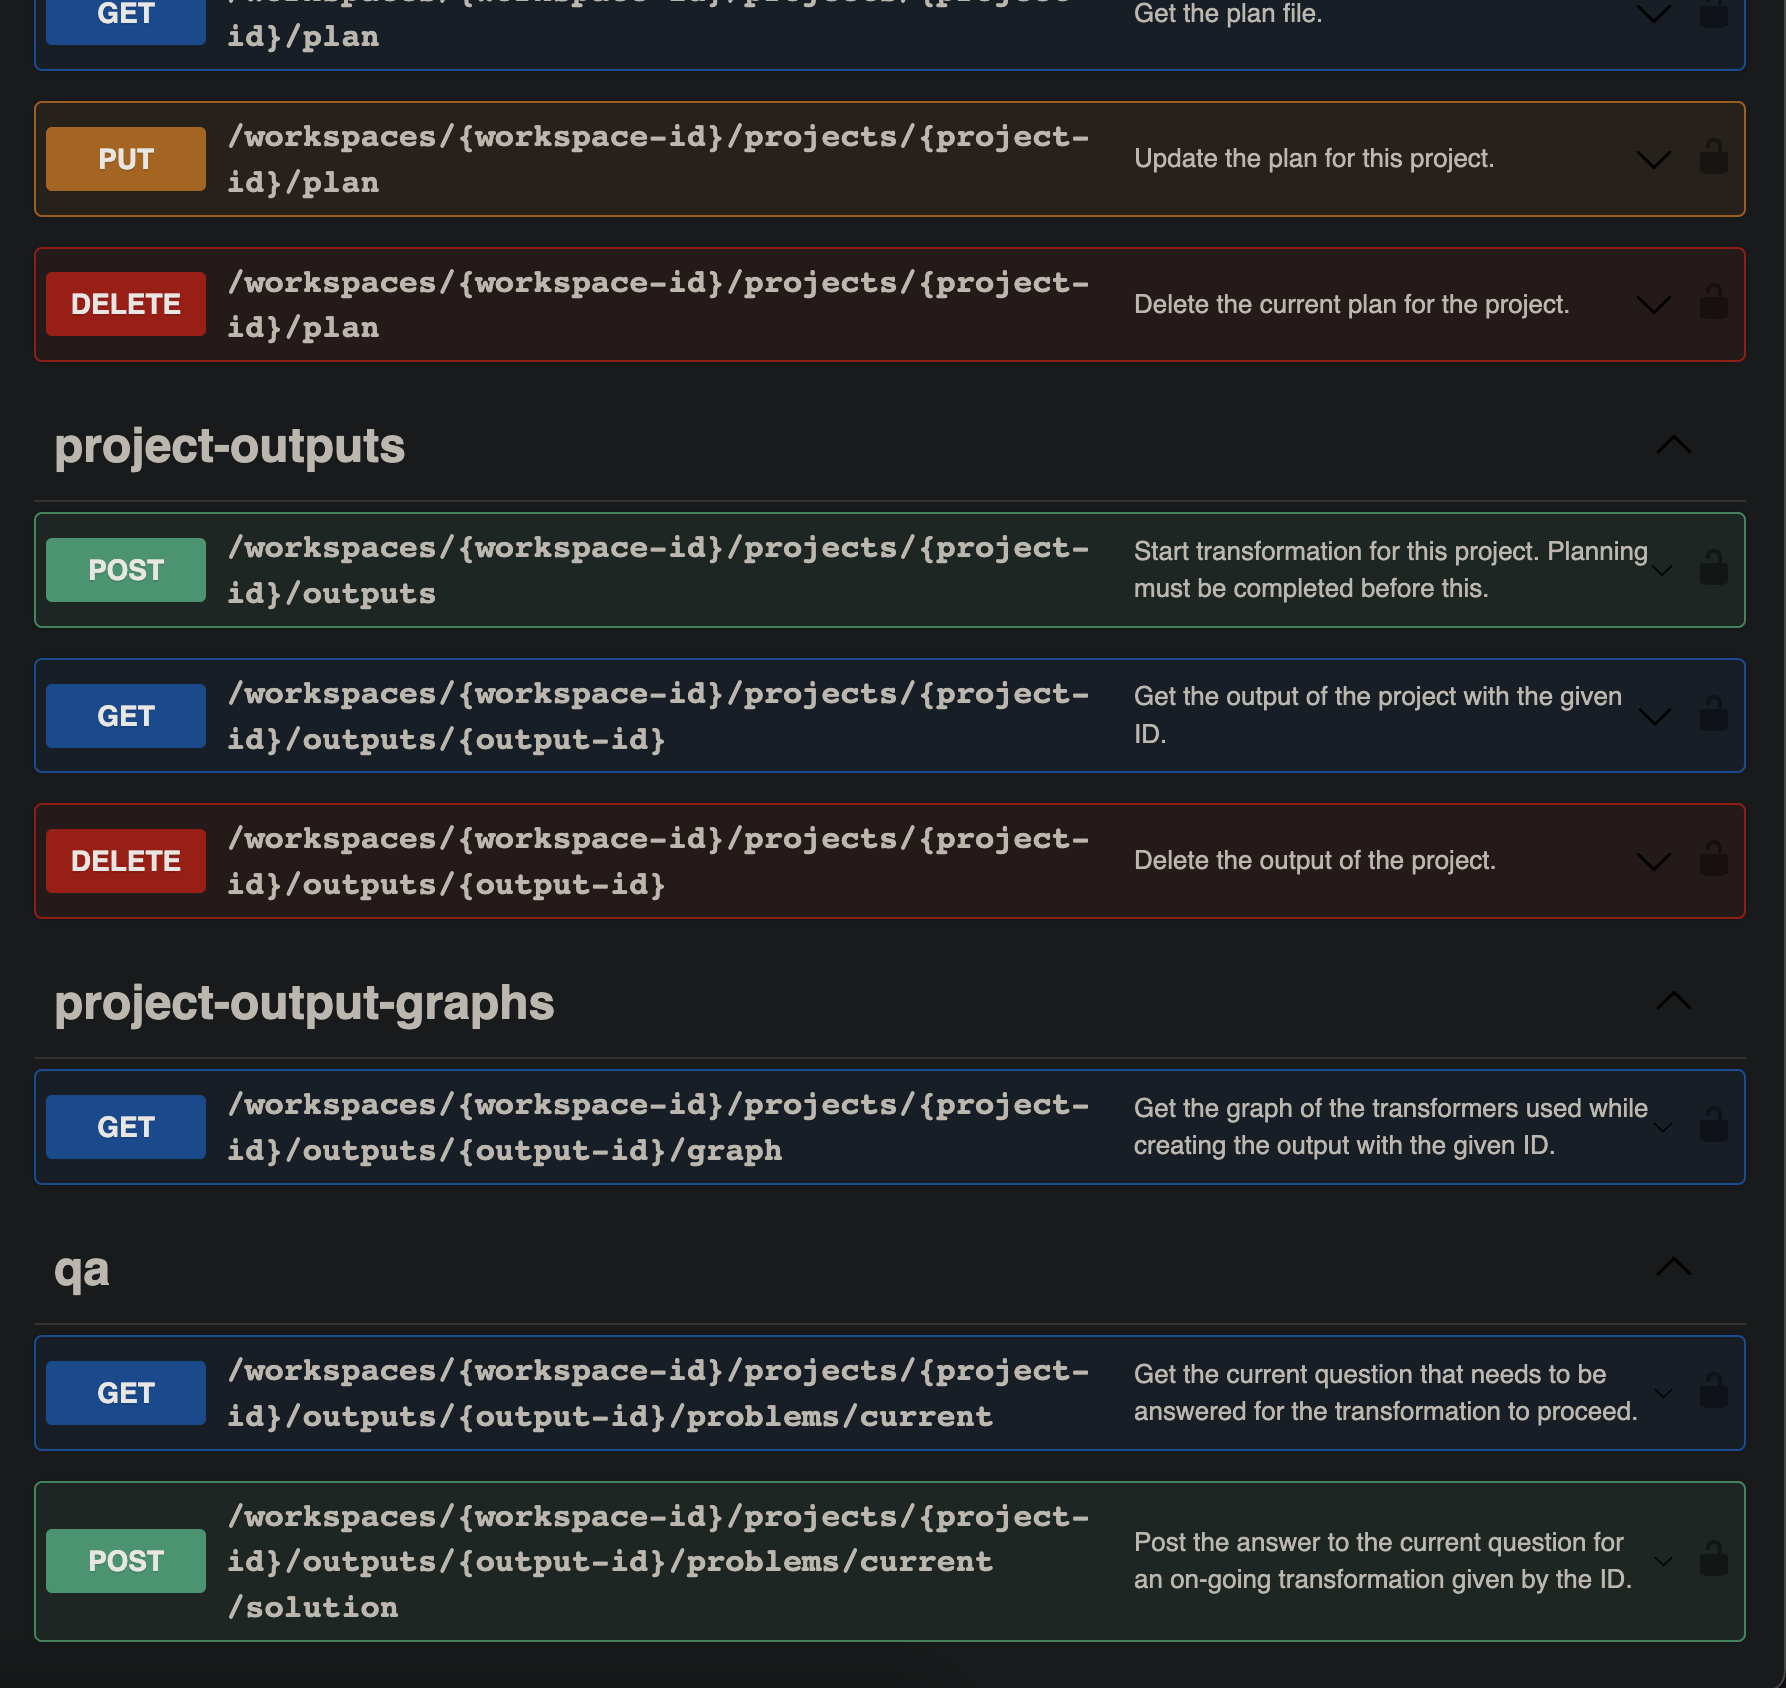 GET
/workspaces/{workspace-id}/projects/{project-
id}/plan
Get the plan file.
PUT
/workspaces/{workspace-id}/projects/{project-
id}/plan
Update the plan for this project.
DELETE
/workspaces/{workspace-id}/projects/{project-
id}/plan
Delete the current plan for the project.
project-outputs
POST
/workspaces/{workspace-id}/projects/{project-
id}/outputs
Start transformation for this project. Planning
must be completed before this.
GET
/workspaces/{workspace-id}/projects/{project-
id}/outputs/{output-id}
Get the output of the project with the given
ID.
DELETE
/workspaces/{workspace-id}/projects/{project-
id}/outputs/{output-id}
Delete the output of the project.
project-output-graphs
GET
/workspaces/{workspace-id}/projects/{project-
id}/outputs/{output-id}/graph
Get the graph of the transformers used while
creating the output with the given ID.
qa
GET
/workspaces/{workspace-id}/projects/{project-
id}/outputs/{output-id}/problems/current
Get the current question that needs to be
answered for the transformation to proceed.
POST
/workspaces/{workspace-id}/projects/{project-
id}/outputs/{output-id}/problems/current
/solution
Post the answer to the current question for
an on-going transformation given by the ID.